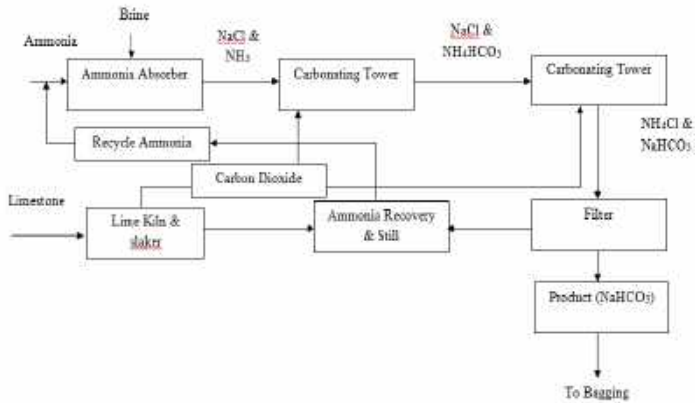 Brine
Ammonia
NaCl &
NH₃
NaCl &
NH₄HCO₃
Ammonia Absorber
Carbonating Tower
Carbonating Tower
NH₄Cl &
NaHCO₃
Recycle Ammonia
Carbon Dioxide
Limestone
Lime Kiln &
slaker
Ammonia Recovery
& Still
Filter
Product (NaHCO₃)
To Bagging